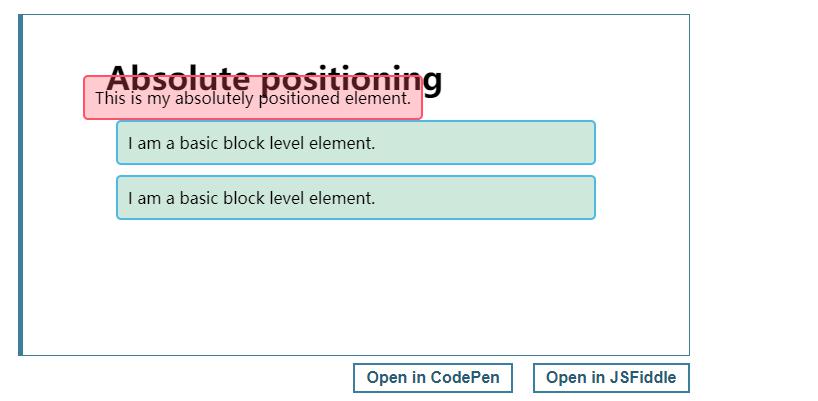 Absolute positioning
This is my absolutely positioned element.
I am a basic block level element.
I am a basic block level element.
Open in CodePen
Open in JSFiddle